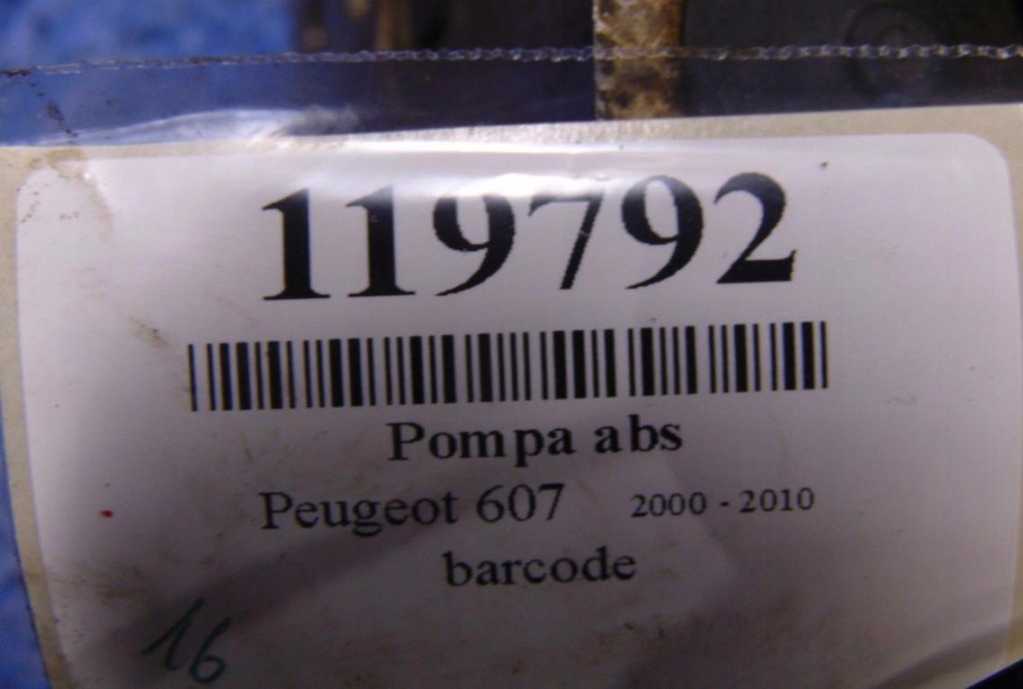 119792
Pompa abs
Peugeot 607 2000 - 2010
barcode
16